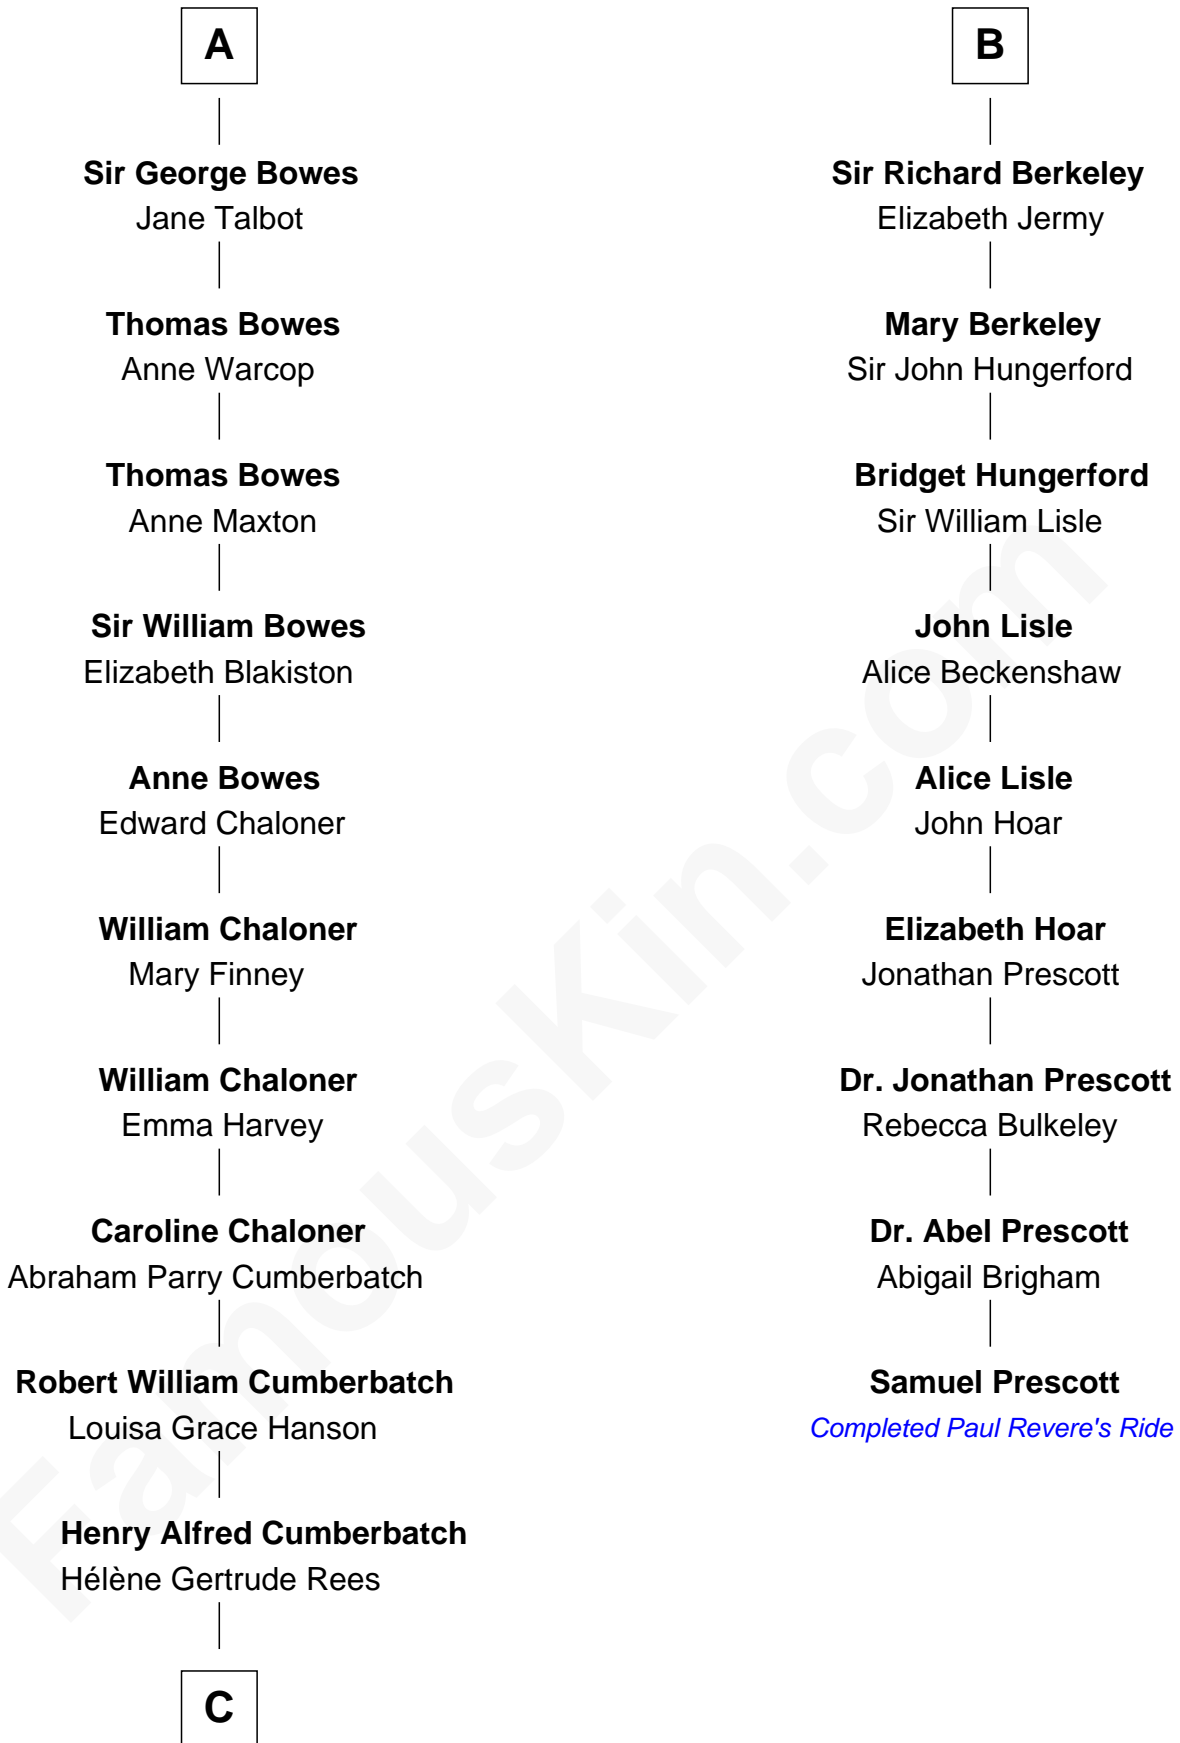 A
Sir George Bowes
Jane Talbot
Thomas Bowes
Anne Warcop
Thomas Bowes
Anne Maxton
Sir William Bowes
Elizabeth Blakiston
Anne Bowes
Edward Chaloner
William Chaloner
Mary Finney
William Chaloner
Emma Harvey
Caroline Chaloner
Abraham Parry Cumberbatch
Robert William Cumberbatch
Louisa Grace Hanson
Henry Alfred Cumberbatch
Hélène Gertrude Rees
C
B
Sir Richard Berkeley
Elizabeth Jermy
Mary Berkeley
Sir John Hungerford
Bridget Hungerford
Sir William Lisle
John Lisle
Alice Beckenshaw
Alice Lisle
John Hoar
Elizabeth Hoar
Jonathan Prescott
Dr. Jonathan Prescott
Rebecca Bulkeley
Dr. Abel Prescott
Abigail Brigham
Samuel Prescott
Completed Paul Revere's Ride
FamousKin.com